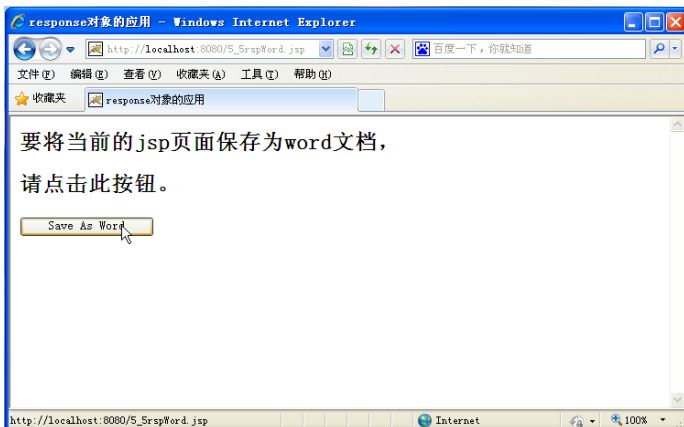 response对象的应用 - Windows Internet Explorer
http://localhost:8080/5_5rspWord.jsp
百度一下，你就知道
文件(F) 编辑(E) 查看(V) 收藏夹(A) 工具(T) 帮助(H)
收藏夹 response对象的应用
要将当前的jsp页面保存为word文档，
请点击此按钮。
Save As Word
http://localhost:8080/5_5rspWord.jsp Internet 100%